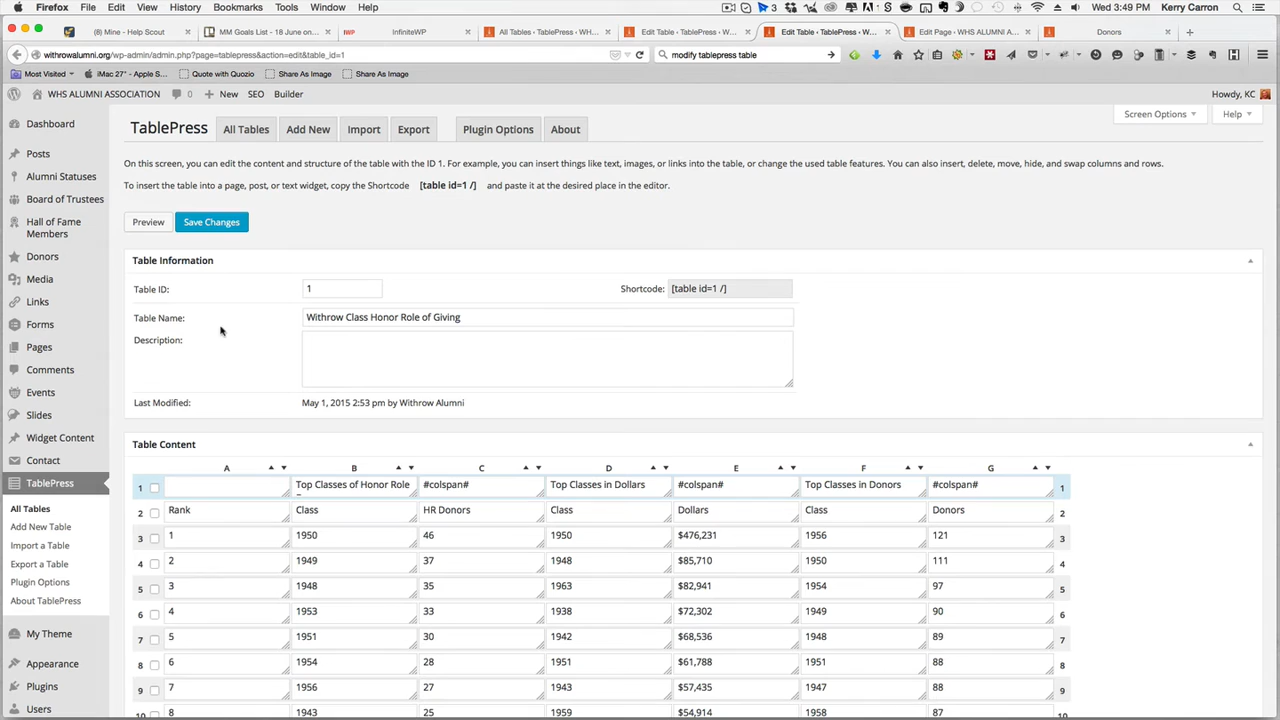 Firefox File Edit View History Bookmarks Tools Window Help 3 12 5 Wed 3:49 PM Kerry Carron
(8) Mine - Help Scout MM Goals List - 18 June on... InfiniteWP All Tables ‹ TablePress — WH... Edit Table ‹ TablePress — W... Edit Table ‹ TablePress — W... Edit Page ‹ WHS ALUMNI A... Donors
withrowalumni.org/wp-admin/admin.php?page=tablepress&action=edit&table_id=1 modify tablepress table
Most Visited iMac 27"- Apple S... Quote with Quozio Share As Image Share As Image
WHS ALUMNI ASSOCIATION 0 New SEO Builder Howdy, KC
Screen Options Help
TablePress All Tables Add New Import Export Plugin Options About
On this screen, you can edit the content and structure of the table with the ID 1. For example, you can insert things like text, images, or links into the table, or change the used table features. You can also insert, delete, move, hide, and swap columns and rows.
To insert the table into a page, post, or text widget, copy the Shortcode [table id=1 /] and paste it at the desired place in the editor.
Preview Save Changes
Dashboard
Posts
Alumni Statuses
Board of Trustees
Hall of Fame
Members
Donors
Media
Links
Forms
Pages
Comments
Events
Slides
Widget Content
Contact
TablePress
All Tables
Add New Table
Import a Table
Export a Table
Plugin Options
About TablePress
My Theme
Appearance
Plugins
Users
Table Information
Table ID: 1 Shortcode: [table id=1 /]
Table Name: Withrow Class Honor Role of Giving
Description:
Last Modified: May 1, 2015 2:53 pm by Withrow Alumni
Table Content
A B C D E F G
1 Top Classes of Honor Role #colspan# Top Classes in Dollars #colspan# Top Classes in Donors #colspan# 1
2 Rank Class HR Donors Class Dollars Class Donors 2
3 1 1950 46 1950 $476,231 1956 121 3
4 2 1949 37 1948 $85,710 1950 111 4
5 3 1948 35 1963 $82,941 1954 97 5
6 4 1953 33 1938 $72,302 1949 90 6
7 5 1951 30 1942 $68,536 1948 89 7
8 6 1954 28 1951 $61,788 1951 88 8
9 7 1956 27 1943 $57,435 1947 88 9
10 8 1943 25 1959 $54,914 1958 87 10